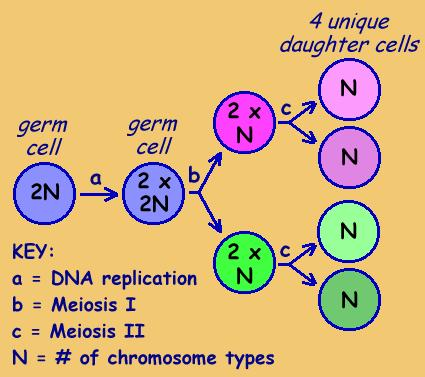 4 unique
daughter cells
germ
cell
germ
cell
2N
a
2 x
2N
b
2 x
N
c
N
N
2 x
N
c
N
N
KEY:
a = DNA replication
b = Meiosis I
c = Meiosis II
N = # of chromosome types